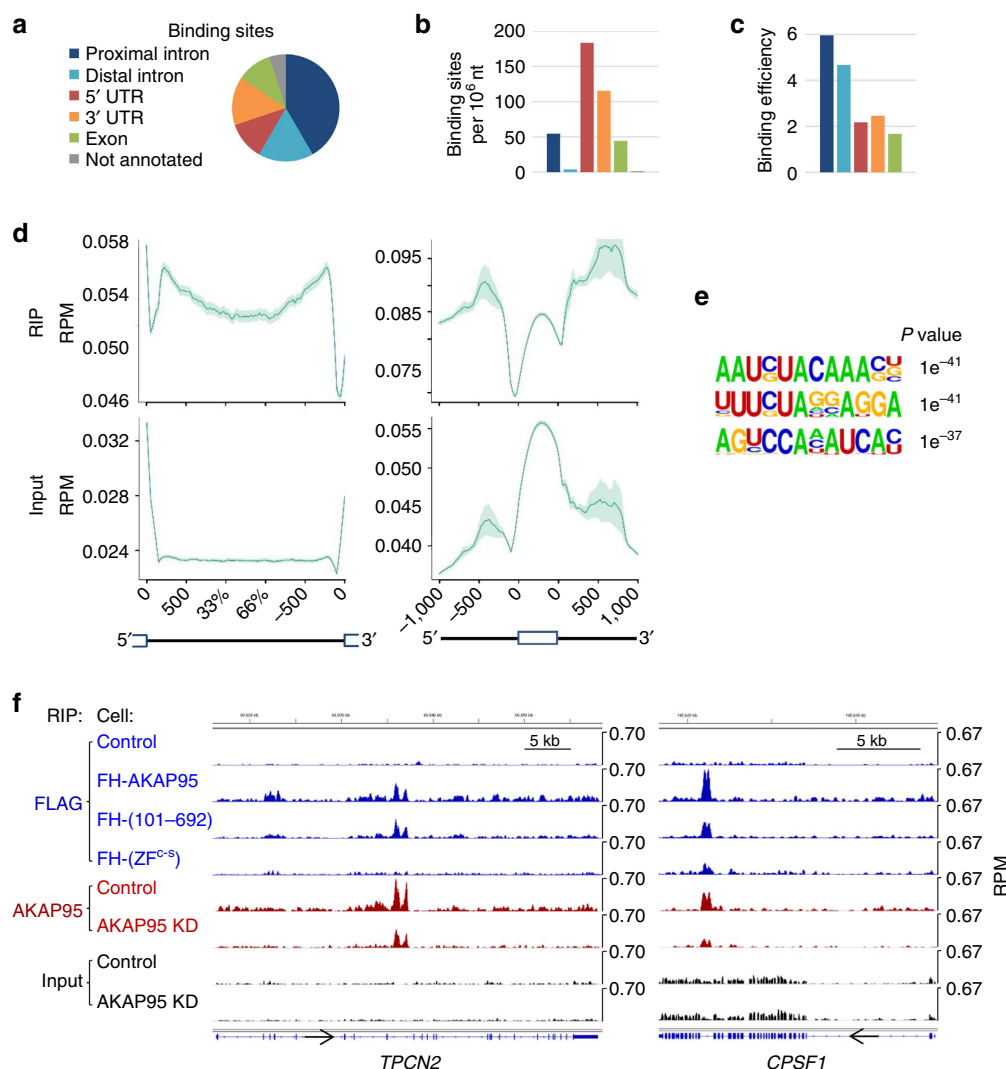 a
Binding sites
Proximal intron
Distal intron
5′ UTR
3′ UTR
Exon
Not annotated
b
Binding sites per 10⁶ nt
200
150
100
50
0
c
Binding efficiency
6
4
2
0
d
RIP RPM
0.058
0.054
0.050
0.046
0.095
0.085
0.075
Input RPM
0.032
0.028
0.024
0.055
0.045
0.040
0
500
33%
66%
−500
0
−1,000
−500
0
0
500
1,000
5′
3′
5′
3′
e
P value
1e⁻⁴¹
1e⁻⁴¹
1e⁻³⁷
f
RIP: Cell:
5 kb
5 kb
FLAG
Control
FH-AKAP95
FH-(101–692)
FH-(ZFᶜ⁻ˢ)
AKAP95
Control
AKAP95 KD
Input
Control
AKAP95 KD
0.70
0.70
0.70
0.70
0.70
0.70
0.70
0.70
0.67
0.67
0.67
0.67
0.67
0.67
0.67
0.67
RPM
TPCN2
CPSF1